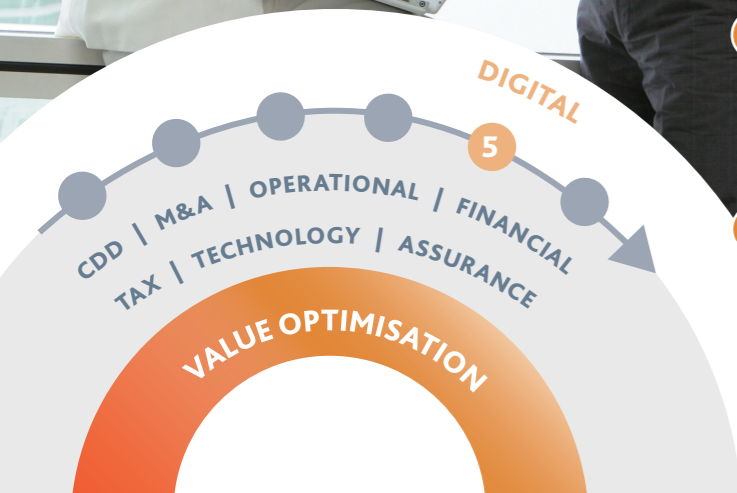 DIGITAL
5
CDD | M&A | OPERATIONAL | FINANCIAL
TAX | TECHNOLOGY | ASSURANCE
VALUE OPTIMISATION